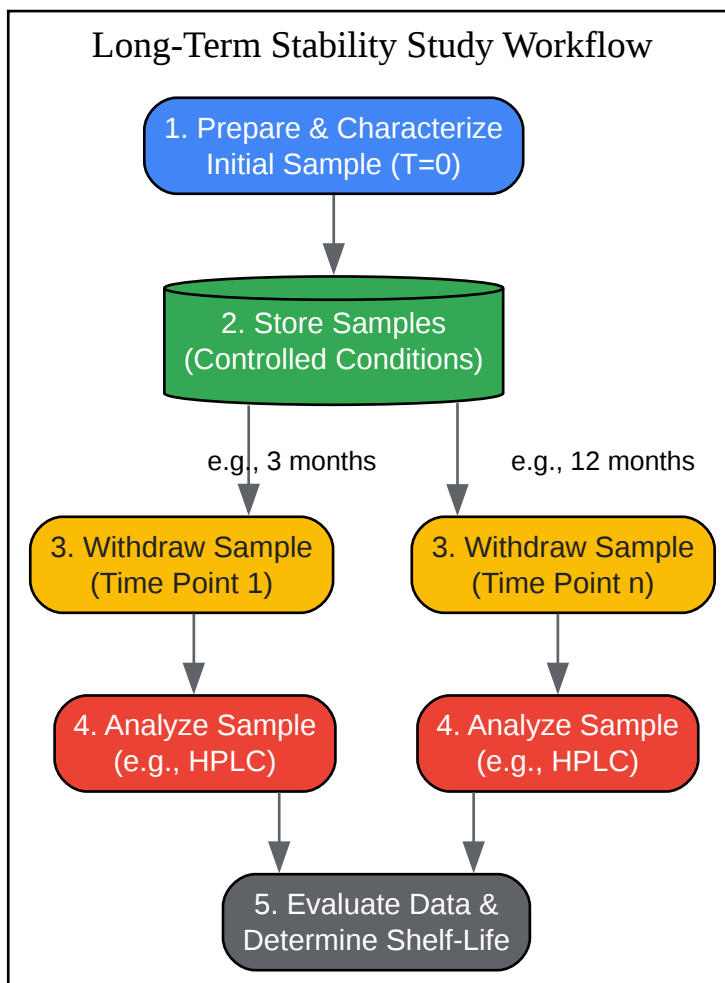 Long-Term Stability Study Workflow
1. Prepare & Characterize
Initial Sample (T=0)
2. Store Samples
(Controlled Conditions)
e.g., 3 months
e.g., 12 months
3. Withdraw Sample
(Time Point 1)
3. Withdraw Sample
(Time Point n)
4. Analyze Sample
(e.g., HPLC)
4. Analyze Sample
(e.g., HPLC)
5. Evaluate Data &
Determine Shelf-Life